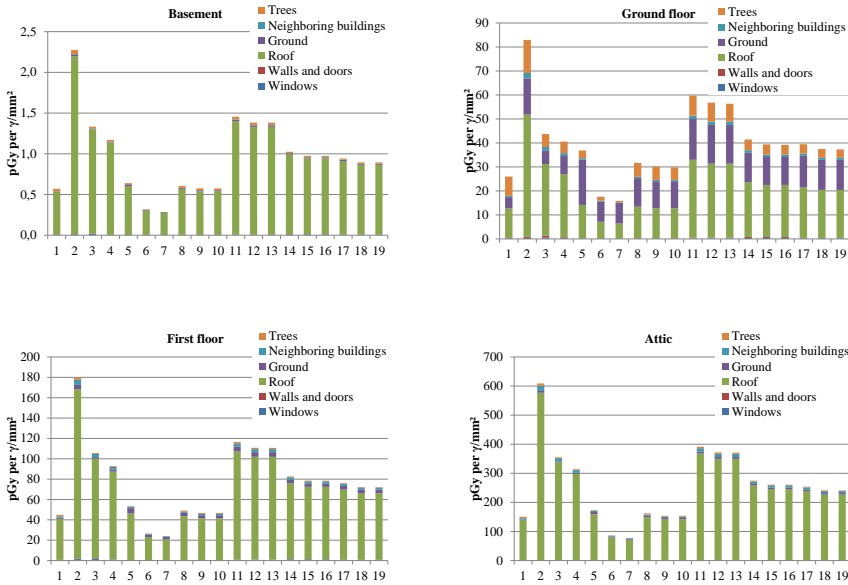 Basement
Trees
Neighboring buildings
Ground
Roof
Walls and doors
Windows
pGy per γ/mm²
2,5
2,0
1,5
1,0
0,5
0,0
1 2 3 4 5 6 7 8 9 10 11 12 13 14 15 16 17 18 19
Ground floor
Trees
Neighboring buildings
Ground
Roof
Walls and doors
Windows
pGy per γ/mm²
90
80
70
60
50
40
30
20
10
0
1 2 3 4 5 6 7 8 9 10 11 12 13 14 15 16 17 18 19
First floor
Trees
Neighboring buildings
Ground
Roof
Walls and doors
Windows
pGy per γ/mm²
200
180
160
140
120
100
80
60
40
20
0
1 2 3 4 5 6 7 8 9 10 11 12 13 14 15 16 17 18 19
Attic
Trees
Neighboring buildings
Ground
Roof
Walls and doors
Windows
pGy per γ/mm²
700
600
500
400
300
200
100
0
1 2 3 4 5 6 7 8 9 10 11 12 13 14 15 16 17 18 19